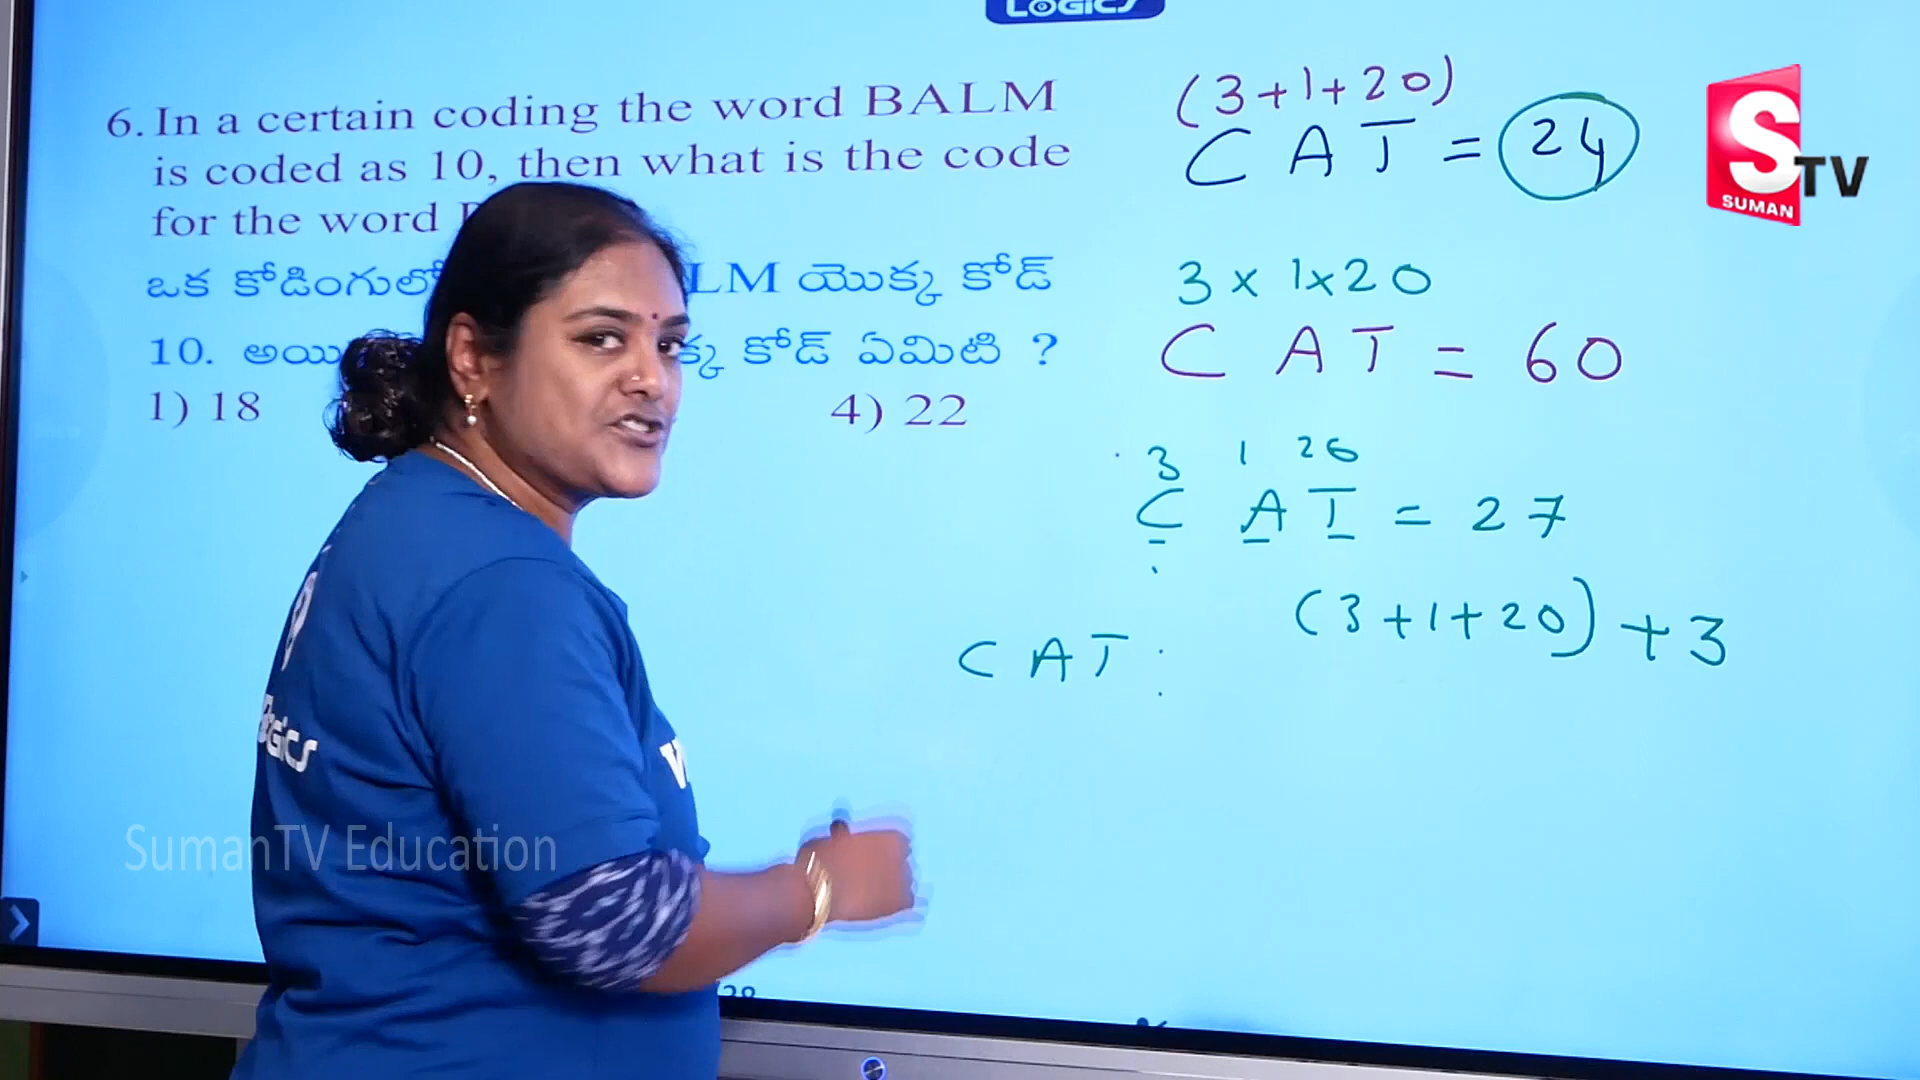 LOGICS
6. In a certain coding the word BALM
is coded as 10, then what is the code
for the word
ఒక కోడింగులో LM యొక్క కోడ్
10. అయి క్క కోడ్ ఏమిటి ?
1) 18 4) 22
(3+1+20)
CAT = 24
3 x 1x20
CAT = 60
3 1 26
CAT = 27
(3+1+20) + 3
CAT :
S TV
SUMAN
LOGICS
SumanTV Education